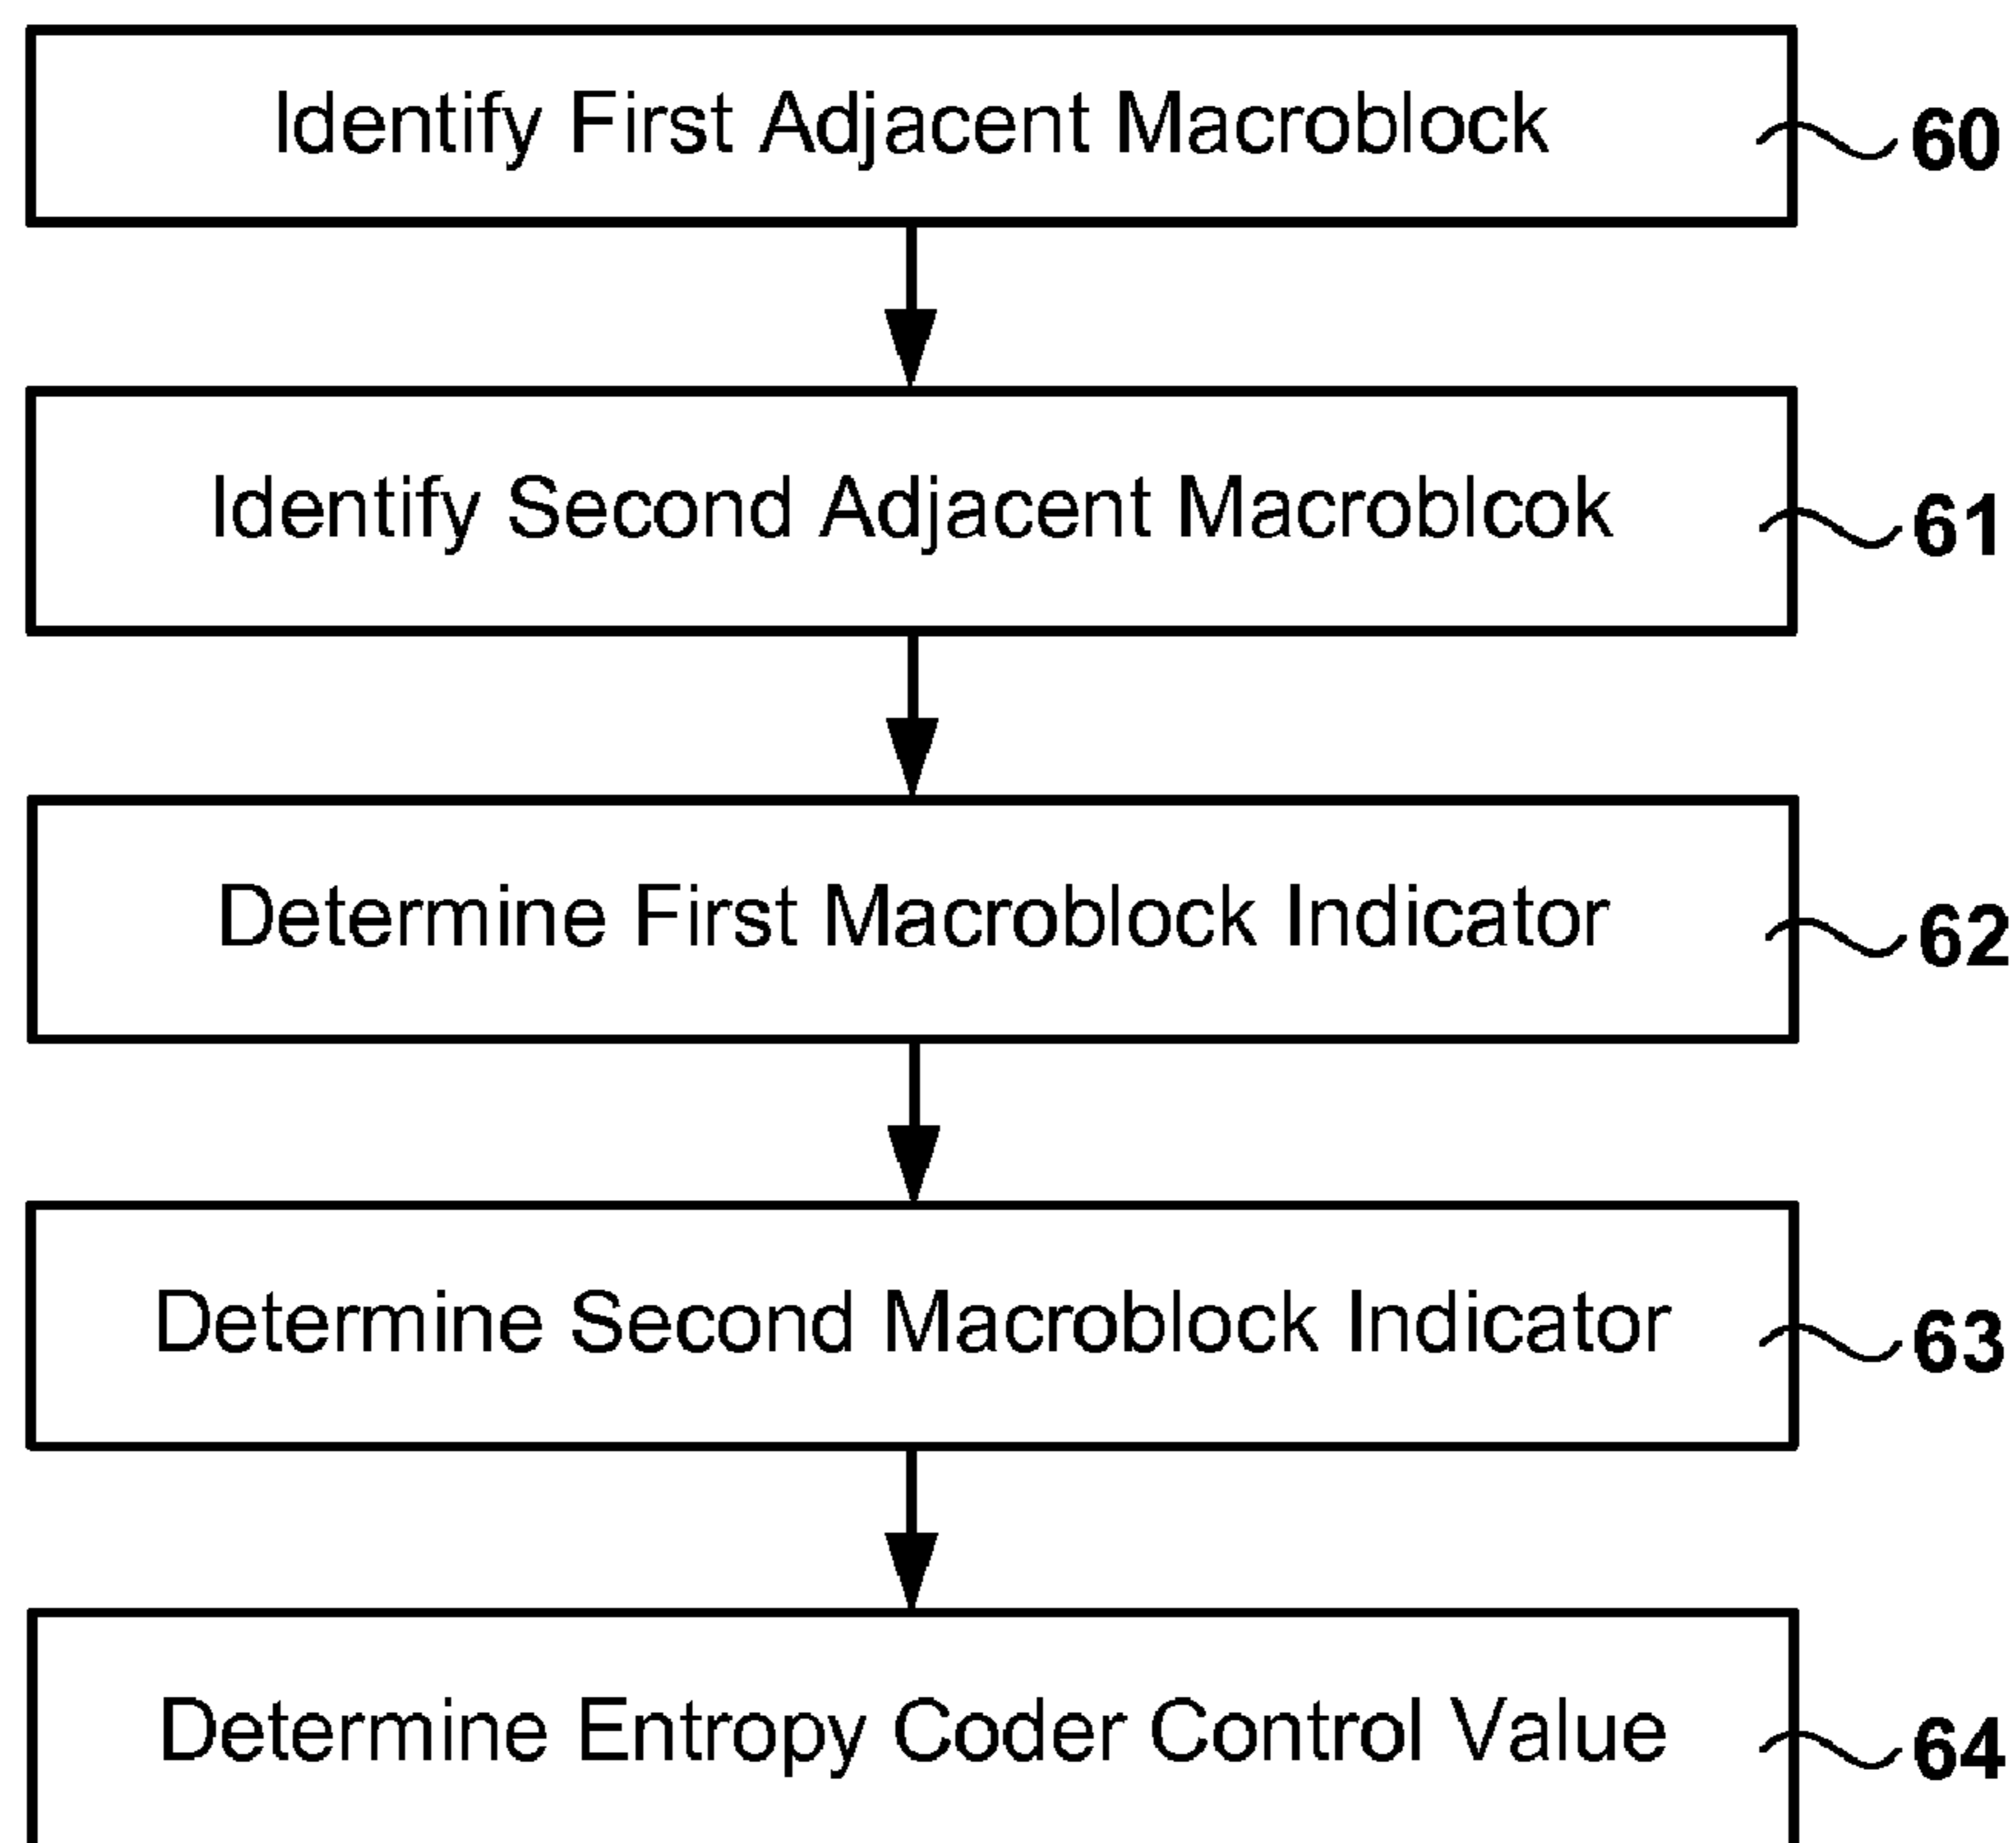 Identify First Adjacent Macroblock 60
Identify Second Adjacent Macroblcok 61
Determine First Macroblock Indicator 62
Determine Second Macroblock Indicator 63
Determine Entropy Coder Control Value 64